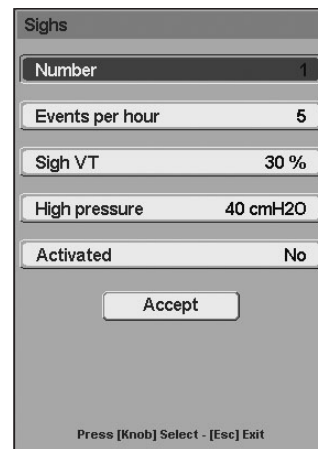 Sighs
Number 1
Events per hour 5
Sigh VT 30 %
High pressure 40 cmH2O
Activated No
Accept
Press [Knob] Select - [Esc] Exit